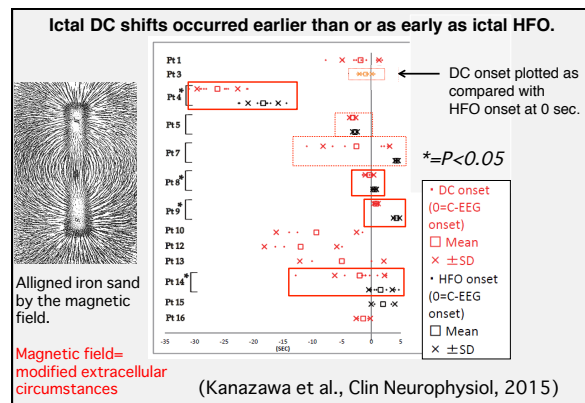 Ictal DC shifts occurred earlier than or as early as ictal HFO.
Pt 1
Pt 3
Pt 4*
Pt 5
Pt 7
Pt 8*
Pt 9*
Pt 10
Pt 12
Pt 13
Pt 14*
Pt 15
Pt 16
-35 -30 -25 -20 -15 -10 -5 0 5
(SEC)
DC onset plotted as
compared with
HFO onset at 0 sec.
*=P<0.05
· DC onset
(0=C-EEG
onset)
□ Mean
× ±SD
· HFO onset
(0=C-EEG
onset)
□ Mean
× ±SD
Alligned iron sand
by the magnetic
field.
Magnetic field=
modified extracellular
circumstances
(Kanazawa et al., Clin Neurophysiol, 2015)